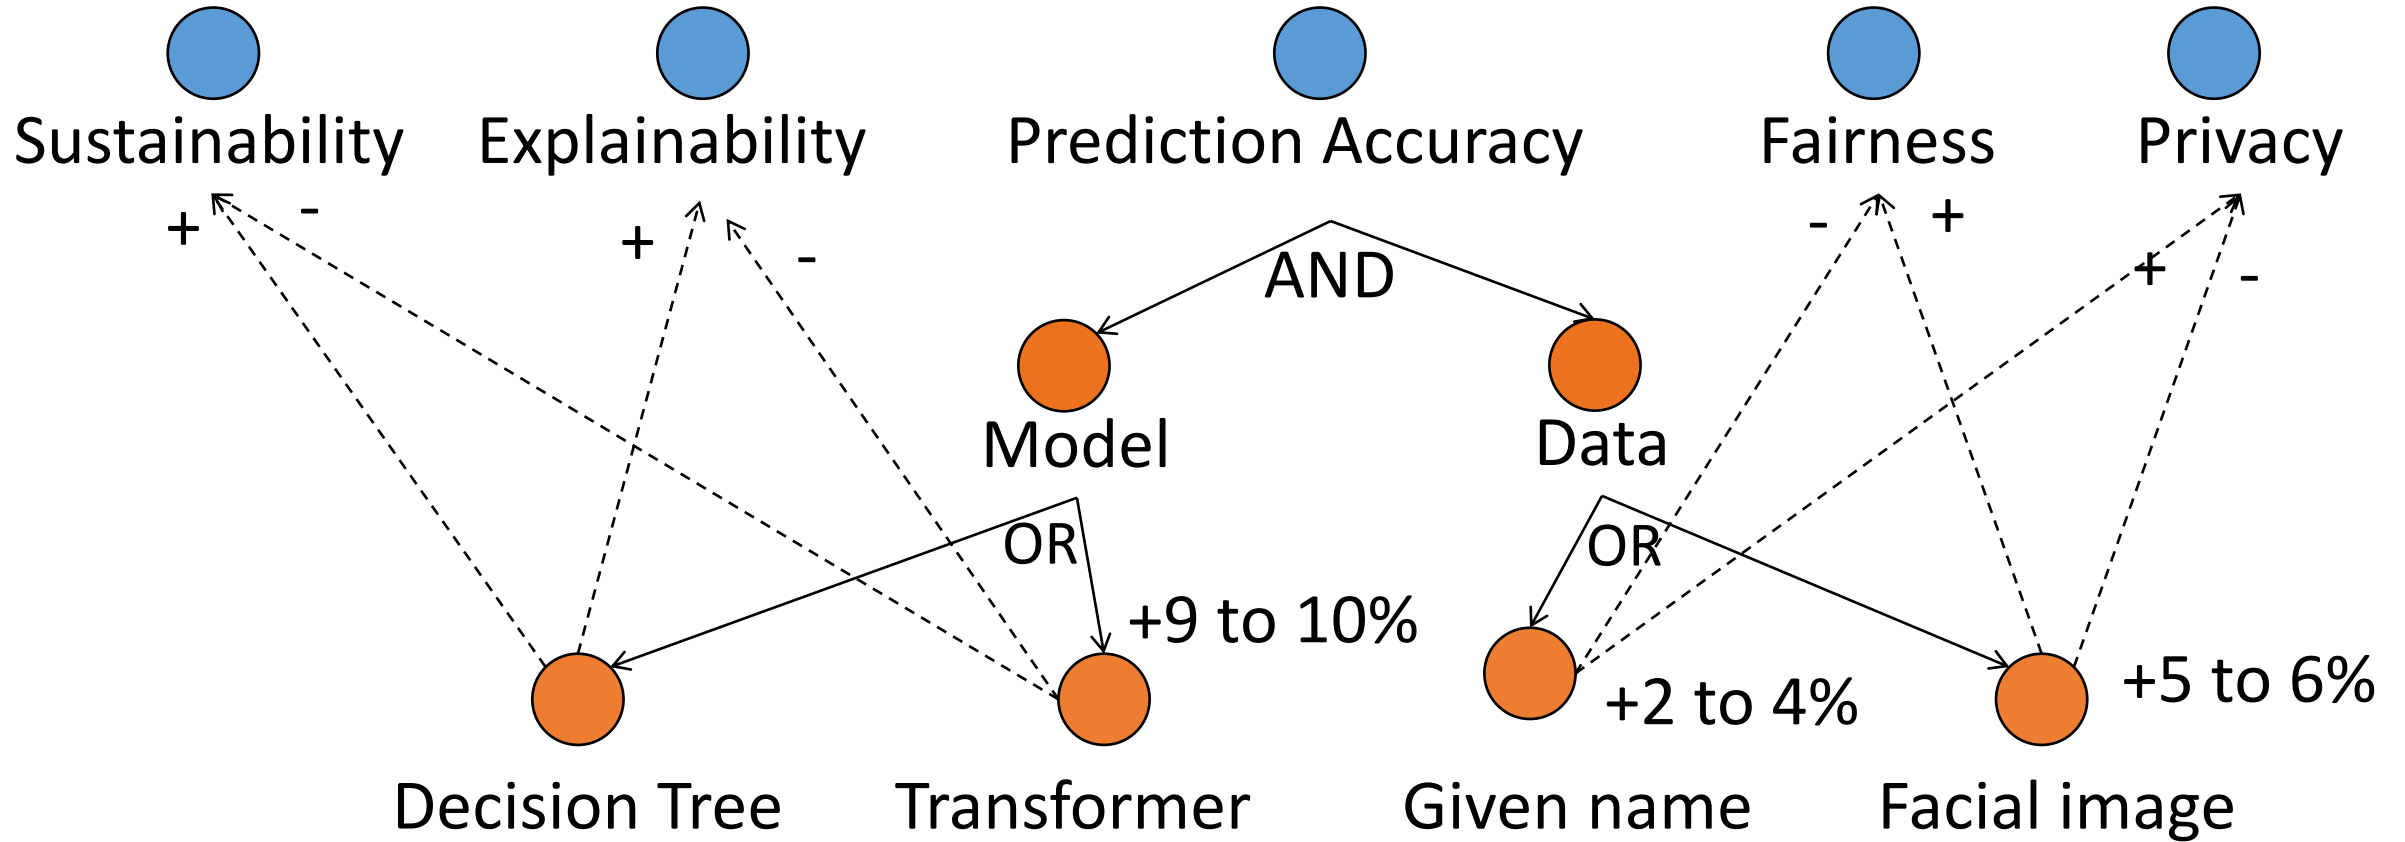 Sustainability Explainability Prediction Accuracy Fairness Privacy
+ - + - - + + -
AND
Model Data
OR OR
+9 to 10%
+2 to 4% +5 to 6%
Decision Tree Transformer Given name Facial image